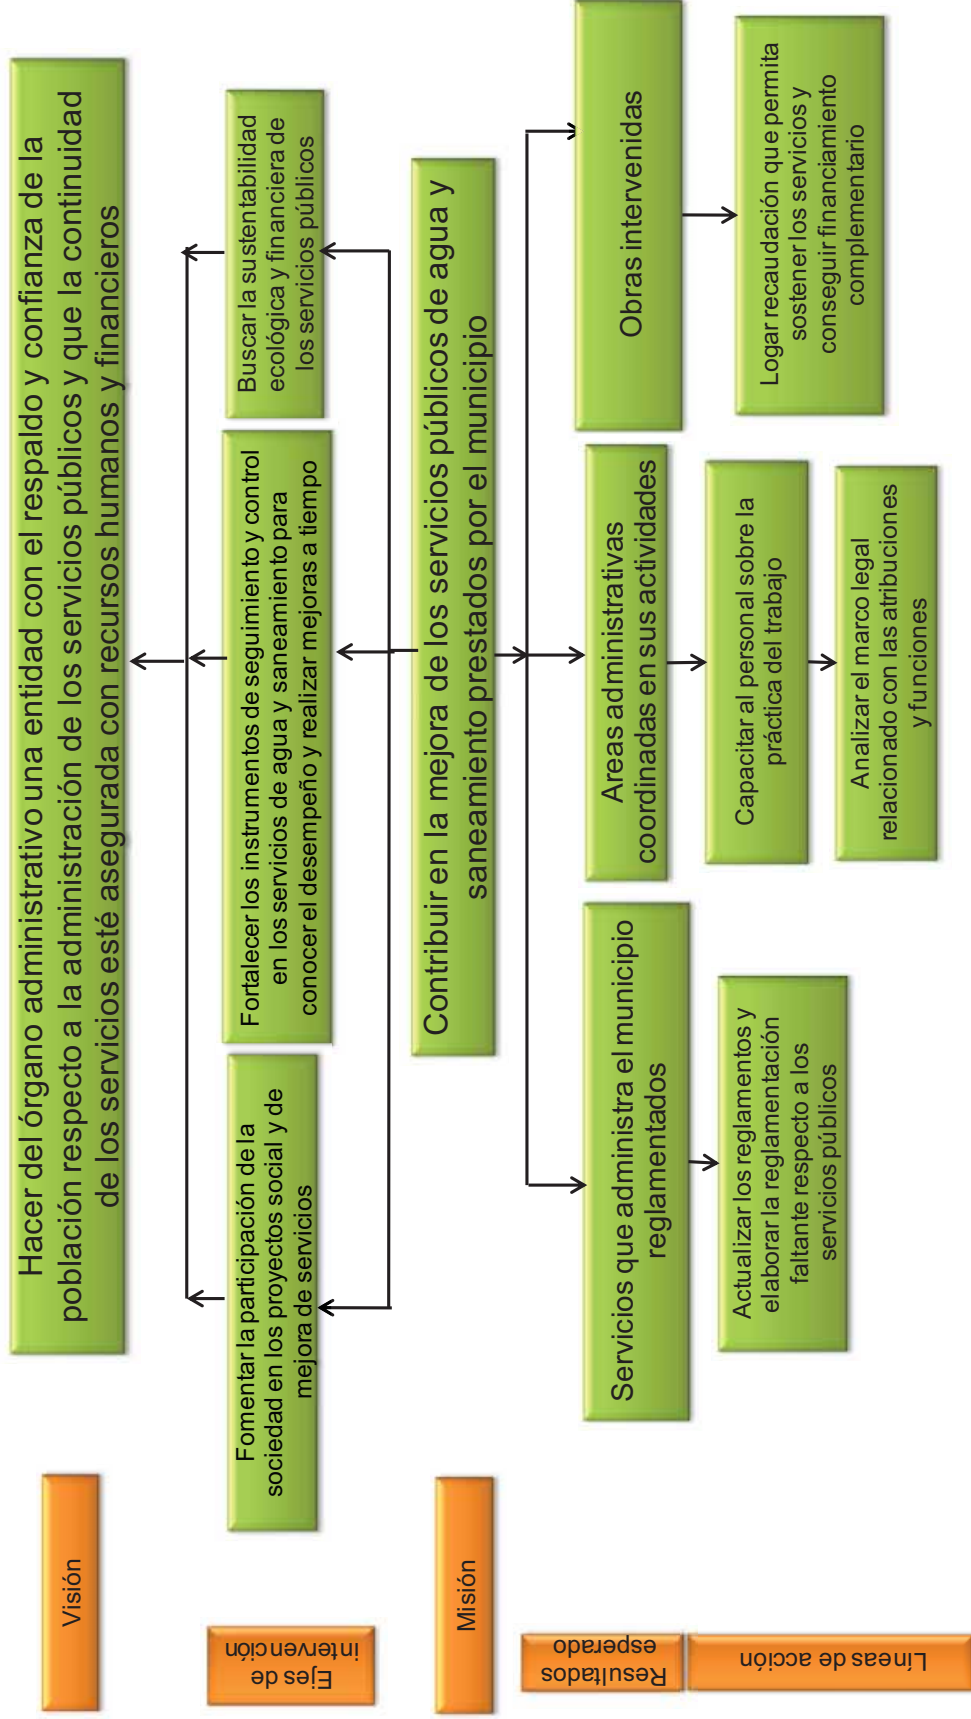 Visión
Hacer del órgano administrativo una entidad con el respaldo y confianza de la
población respecto a la administración de los servicios públicos y que la continuidad
de los servicios esté asegurada con recursos humanos y financieros
Ejes de
intervención
Fomentar la participación de la
sociedad en los proyectos social y de
mejora de servicios
Fortalecer los instrumentos de seguimiento y control
en los servicios de agua y saneamiento para
conocer el desempeño y realizar mejoras a tiempo
Buscar la sustentabilidad
ecológica y financiera de
los servicios públicos
Misión
Contribuir en la mejora de los servicios públicos de agua y
saneamiento prestados por el municipio
Resultados
esperado
Servicios que administra el municipio
reglamentados
Areas administrativas
coordinadas en sus actividades
Obras intervenidas
Líneas de acción
Actualizar los reglamentos y
elaborar la reglamentación
faltante respecto a los
servicios públicos
Capacitar al personal sobre la
práctica del trabajo
Analizar el marco legal
relacionado con las atribuciones
y funciones
Logar recaudación que permita
sostener los servicios y
conseguir financiamiento
complementario